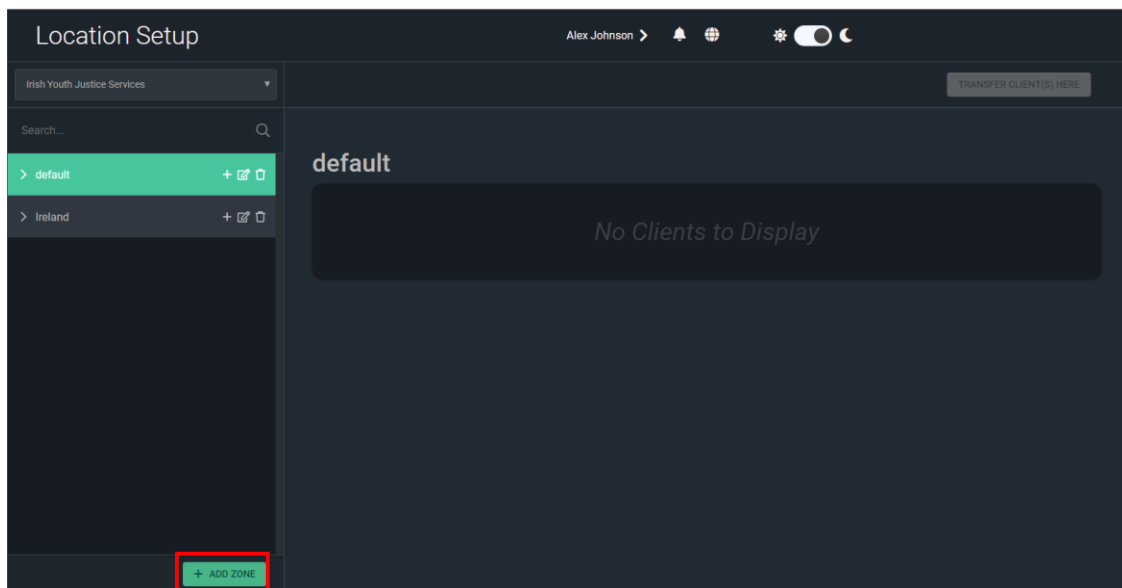 Location Setup
Alex Johnson
Irish Youth Justice Services
TRANSFER CLIENT(S) HERE
Search...
default
Ireland
default
No Clients to Display
+ ADD ZONE